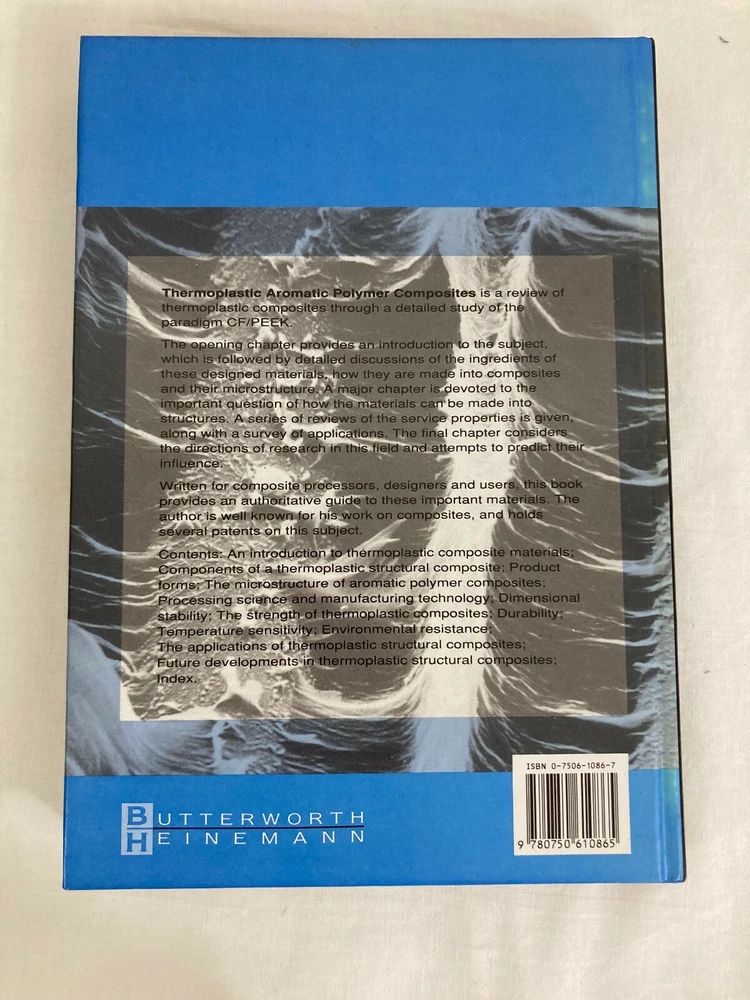 Thermoplastic Aromatic Polymer Composites is a review of
thermoplastic composites through a detailed study of the
paradigm CF/PEEK.
The opening chapter provides an introduction to the subject,
which is followed by detailed discussions of the ingredients of
these designed materials, how they are made into composites
and their microstructure. A major chapter is devoted to the
important question of how the materials can be made into
structures. A series of reviews of the service properties is given,
along with a survey of applications. The final chapter considers
the directions of research in this field and attempts to predict their
influence.
Written for composite processors, designers and users, this book
provides an authoritative guide to these important materials. The
author is well known for his work on composites, and holds
several patents on this subject.
Contents: An introduction to thermoplastic composite materials;
Components of a thermoplastic structural composite; Product
forms; The microstructure of aromatic polymer composites;
Processing science and manufacturing technology; Dimensional
stability; The strength of thermoplastic composites; Durability;
Temperature sensitivity; Environmental resistance;
The applications of thermoplastic structural composites;
Future developments in thermoplastic structural composites;
Index.
ISBN 0-7506-1086-7
9 780750 610865
BUTTERWORTH
HEINEMANN